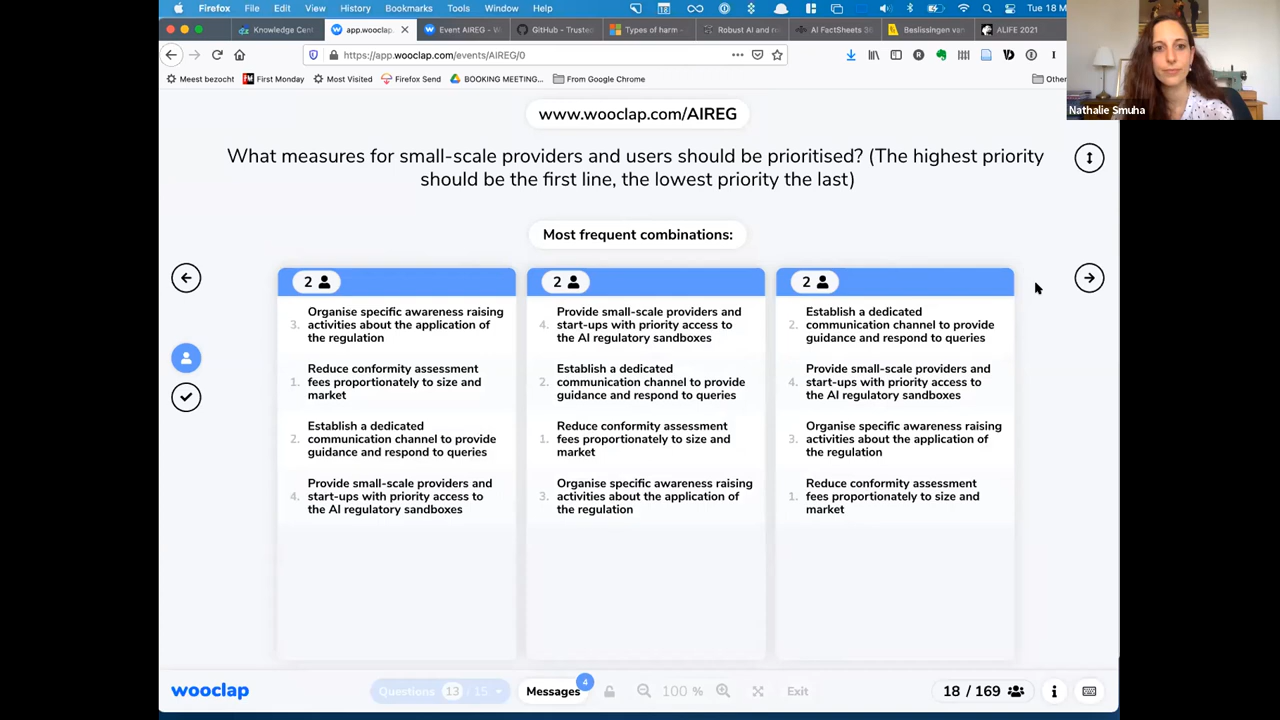 Firefox File Edit View History Bookmarks Tools Window Help Tue 18 M
Knowledge Cent app.wooclap. Event AIREG - W GitHub - Truste Types of harm - Robust AI and ro AI FactSheets 36 Beslissingen van ALIFE 2021
https://app.wooclap.com/events/AIREG/0
Meest bezocht First Monday Most Visited Firefox Send BOOKING MEETING... From Google Chrome Other
Nathalie Smuha
www.wooclap.com/AIREG
What measures for small-scale providers and users should be prioritised? (The highest priority
should be the first line, the lowest priority the last)
Most frequent combinations:
2
3. Organise specific awareness raising
activities about the application of
the regulation
1. Reduce conformity assessment
fees proportionately to size and
market
2. Establish a dedicated
communication channel to provide
guidance and respond to queries
4. Provide small-scale providers and
start-ups with priority access to
the AI regulatory sandboxes
2
4. Provide small-scale providers and
start-ups with priority access to
the AI regulatory sandboxes
2. Establish a dedicated
communication channel to provide
guidance and respond to queries
1. Reduce conformity assessment
fees proportionately to size and
market
3. Organise specific awareness raising
activities about the application of
the regulation
2
2. Establish a dedicated
communication channel to provide
guidance and respond to queries
4. Provide small-scale providers and
start-ups with priority access to
the AI regulatory sandboxes
3. Organise specific awareness raising
activities about the application of
the regulation
1. Reduce conformity assessment
fees proportionately to size and
market
wooclap Questions 13 / 15 Messages 4 100 % Exit 18 / 169